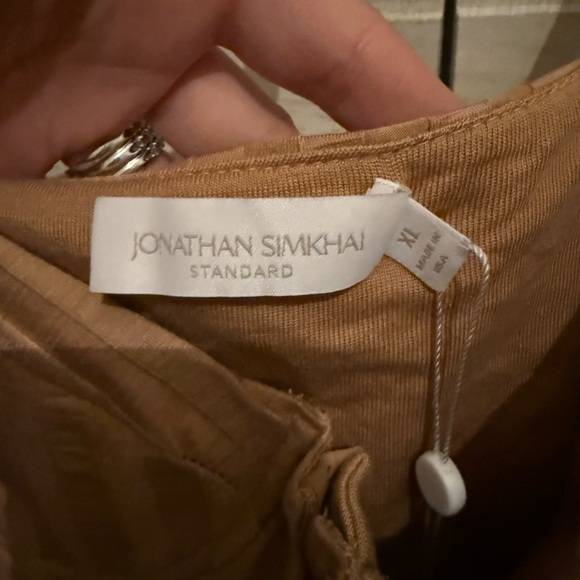 JONATHAN SIMKHAI
STANDARD
XL
MADE IN
USA